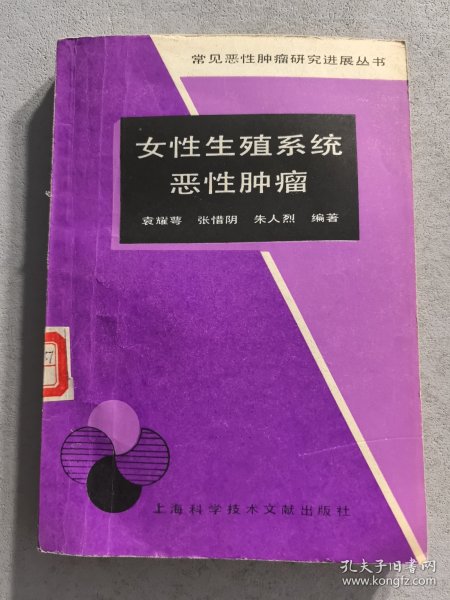 常见恶性肿瘤研究进展丛书
女性生殖系统
恶性肿瘤
袁耀萼 张惜阴 朱人烈 编著
上海科学技术文献出版社
孔夫子旧书网
www.kongfz.com